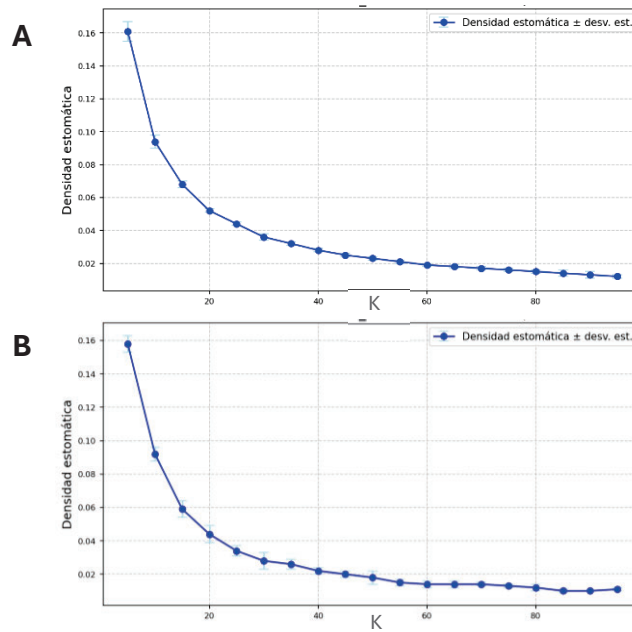 A
Densidad estomática ± desv. est.
0.16
0.14
0.12
0.10
0.08
0.06
0.04
0.02
Densidad estomática
20 40 60 80
K
B
Densidad estomática ± desv. est.
0.16
0.14
0.12
0.10
0.08
0.06
0.04
0.02
Densidad estomática
20 40 60 80
K